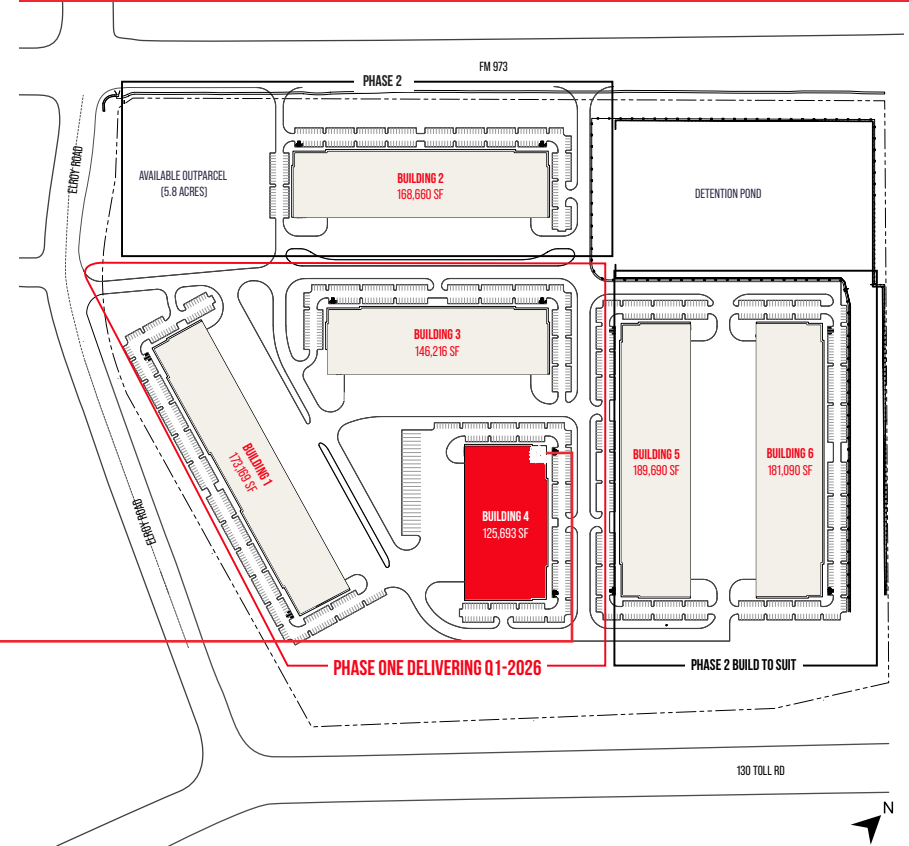 FM 973
PHASE 2
ELROY ROAD
AVAILABLE OUTPARCEL
(5.8 ACRES)
BUILDING 2
168,660 SF
DETENTION POND
BUILDING 3
146,216 SF
BUILDING 1
173,169 SF
BUILDING 5
189,690 SF
BUILDING 6
181,090 SF
BUILDING 4
125,693 SF
ELROY ROAD
PHASE ONE DELIVERING Q1-2026
PHASE 2 BUILD TO SUIT
130 TOLL RD
N